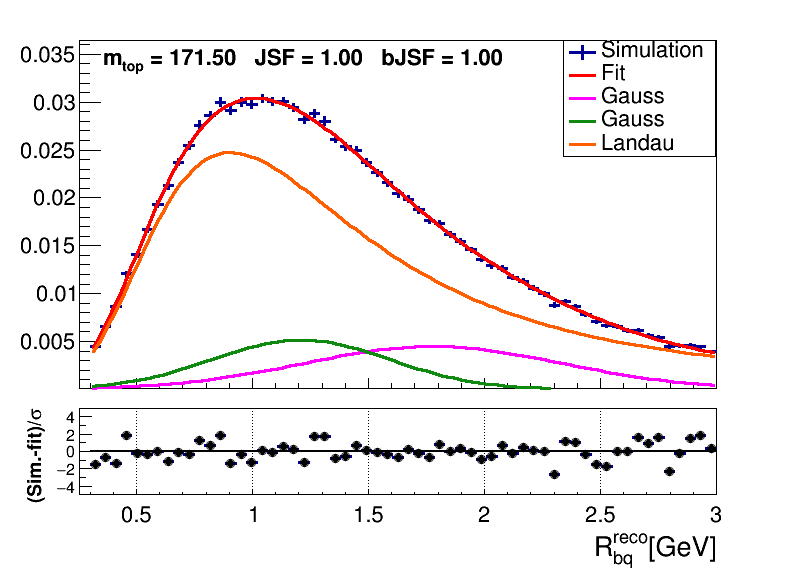 m_top = 171.50 JSF = 1.00 bJSF = 1.00
Simulation
Fit
Gauss
Gauss
Landau
0.035
0.03
0.025
0.02
0.015
0.01
0.005
(Sim.-fit)/σ
4
2
0
−2
−4
0.5 1 1.5 2 2.5 3
R_bq^reco[GeV]